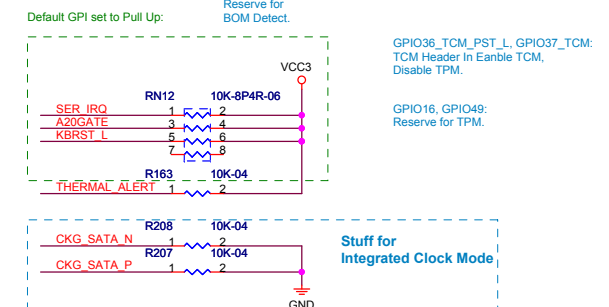 Reserve for
BOM Detect.
Default GPI set to Pull Up:
GPIO36_TCM_PST_L, GPIO37_TCM:
TCM Header In Eanble TCM,
Disable TPM.
VCC3
RN12 10K-8P4R-06
SER_IRQ 1 2
A20GATE 3 4
KBRST_L 5 6
7 8
GPIO16, GPIO49:
Reserve for TPM.
R163 10K-04
THERMAL_ALERT 1 2
R208 10K-04
CKG_SATA_N 1 2
R207 10K-04
CKG_SATA_P 1 2
Stuff for
Integrated Clock Mode
GND